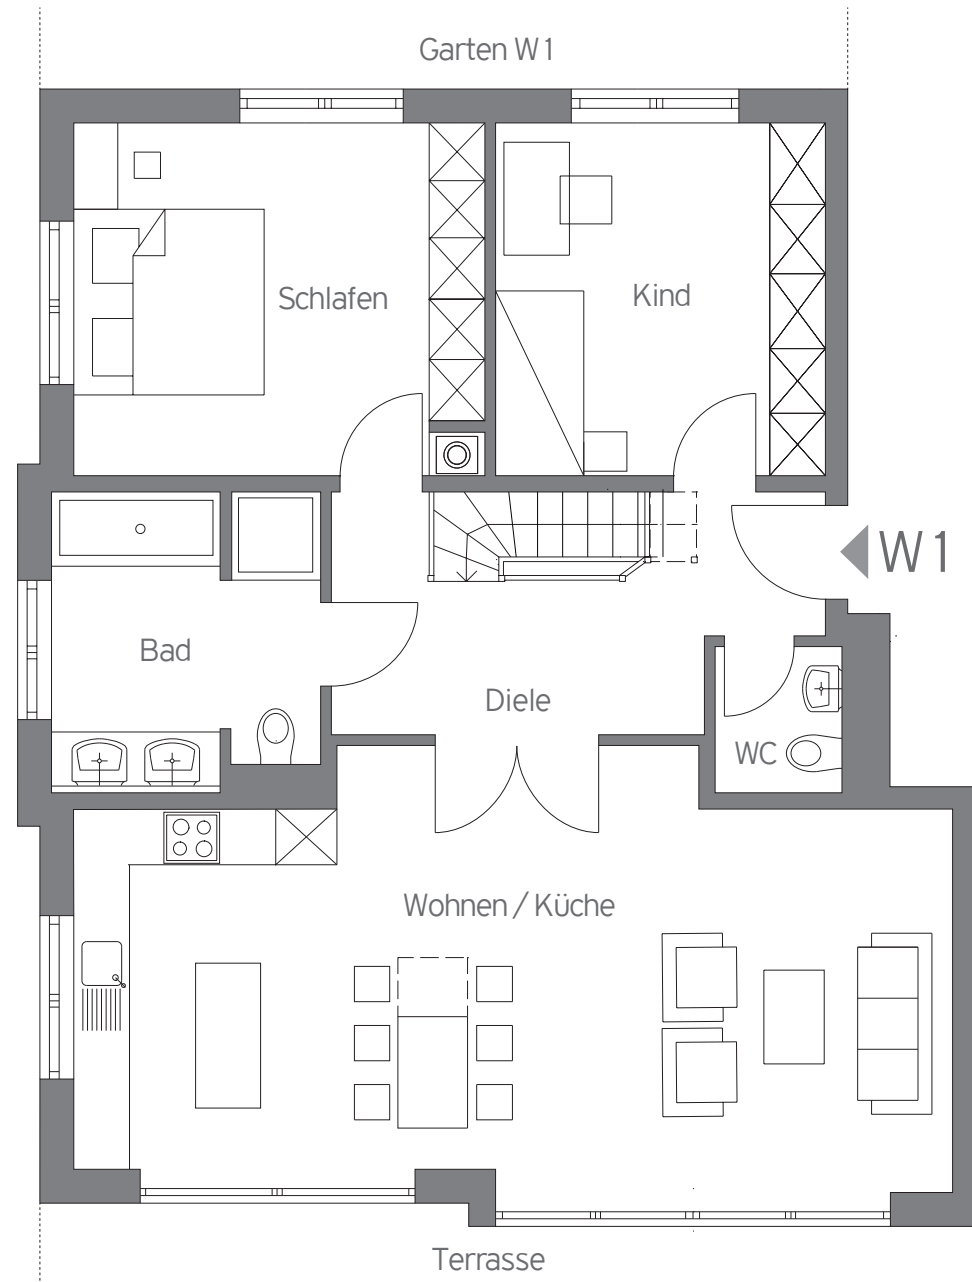 Garten W1
Schlafen
Kind
W1
Bad
Diele
WC
Wohnen / Küche
Terrasse